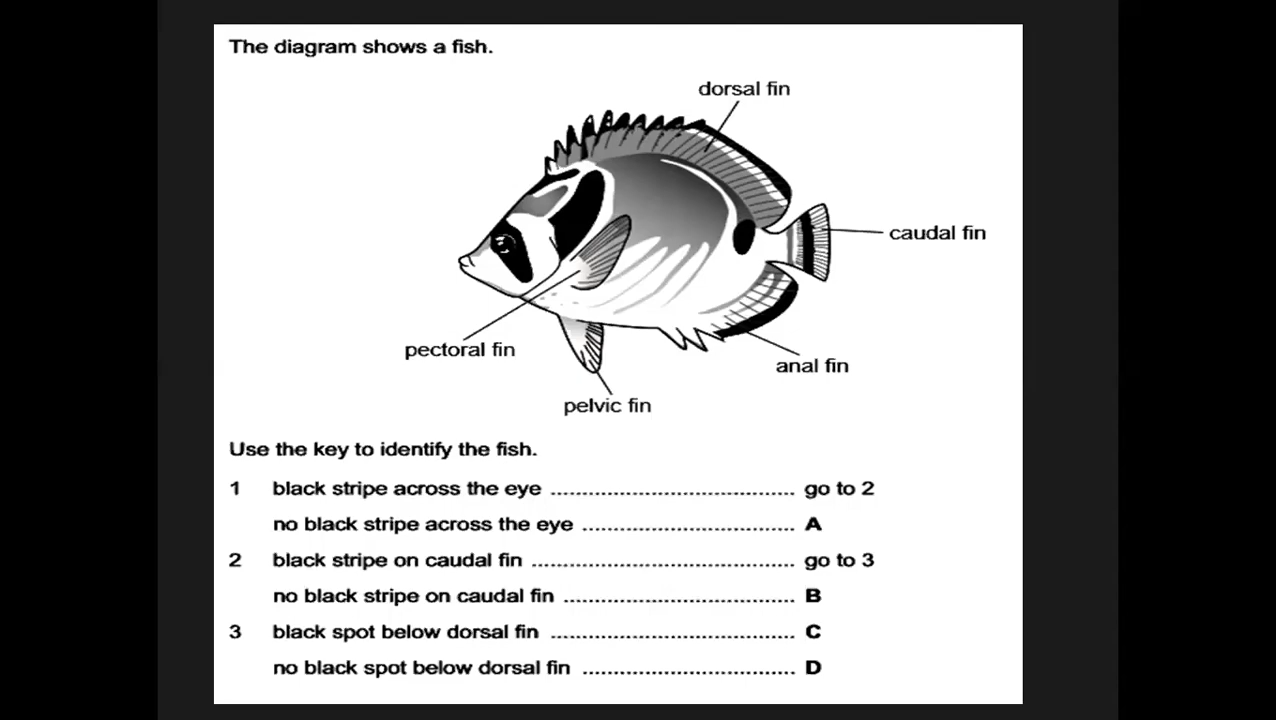 The diagram shows a fish.
dorsal fin
caudal fin
pectoral fin
anal fin
pelvic fin
Use the key to identify the fish.
1 black stripe across the eye ....................................... go to 2
no black stripe across the eye .................................. A
2 black stripe on caudal fin .......................................... go to 3
no black stripe on caudal fin ..................................... B
3 black spot below dorsal fin ....................................... C
no black spot below dorsal fin .................................. D